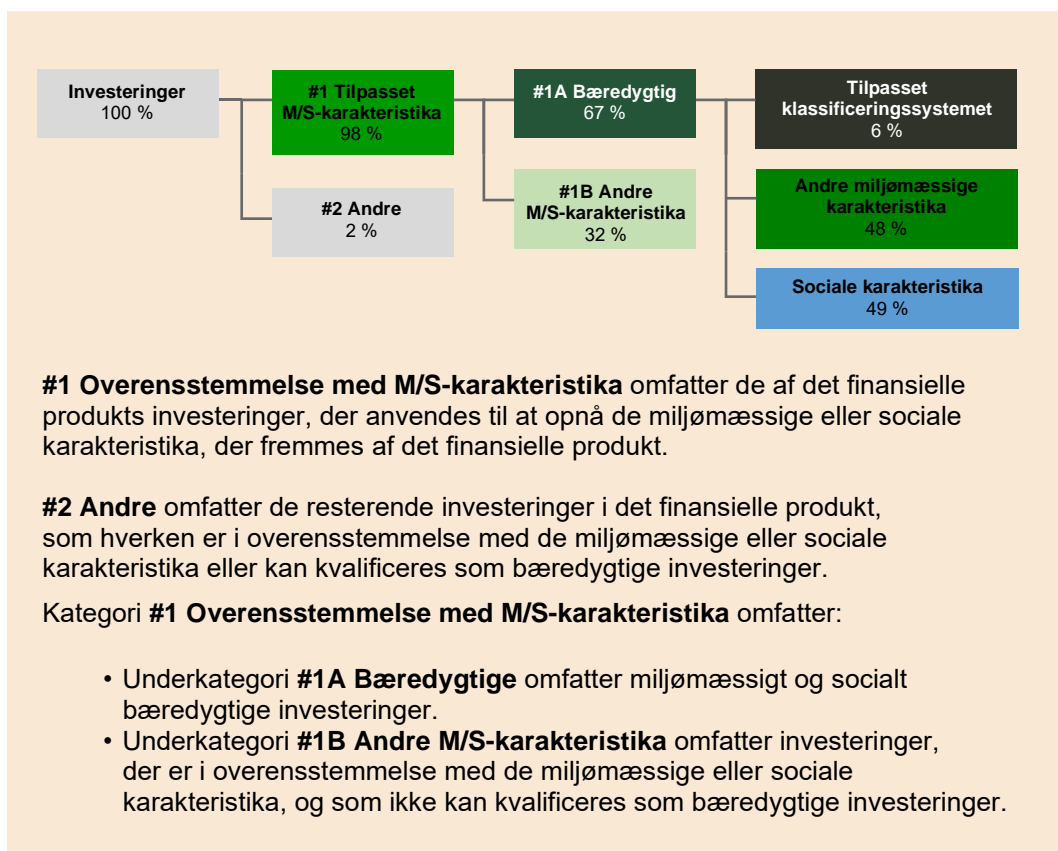 Investeringer
100 %
#1 Tilpasset
M/S-karakteristika
98 %
#1A Bæredygtig
67 %
Tilpasset
klassificeringssystemet
6 %
#2 Andre
2 %
#1B Andre
M/S-karakteristika
32 %
Andre miljømæssige
karakteristika
48 %
Sociale karakteristika
49 %
#1 Overensstemmelse med M/S-karakteristika omfatter de af det finansielle
produkts investeringer, der anvendes til at opnå de miljømæssige eller sociale
karakteristika, der fremmes af det finansielle produkt.
#2 Andre omfatter de resterende investeringer i det finansielle produkt,
som hverken er i overensstemmelse med de miljømæssige eller sociale
karakteristika eller kan kvalificeres som bæredygtige investeringer.
Kategori #1 Overensstemmelse med M/S-karakteristika omfatter:
• Underkategori #1A Bæredygtige omfatter miljømæssigt og socialt
bæredygtige investeringer.
• Underkategori #1B Andre M/S-karakteristika omfatter investeringer,
der er i overensstemmelse med de miljømæssige eller sociale
karakteristika, og som ikke kan kvalificeres som bæredygtige investeringer.